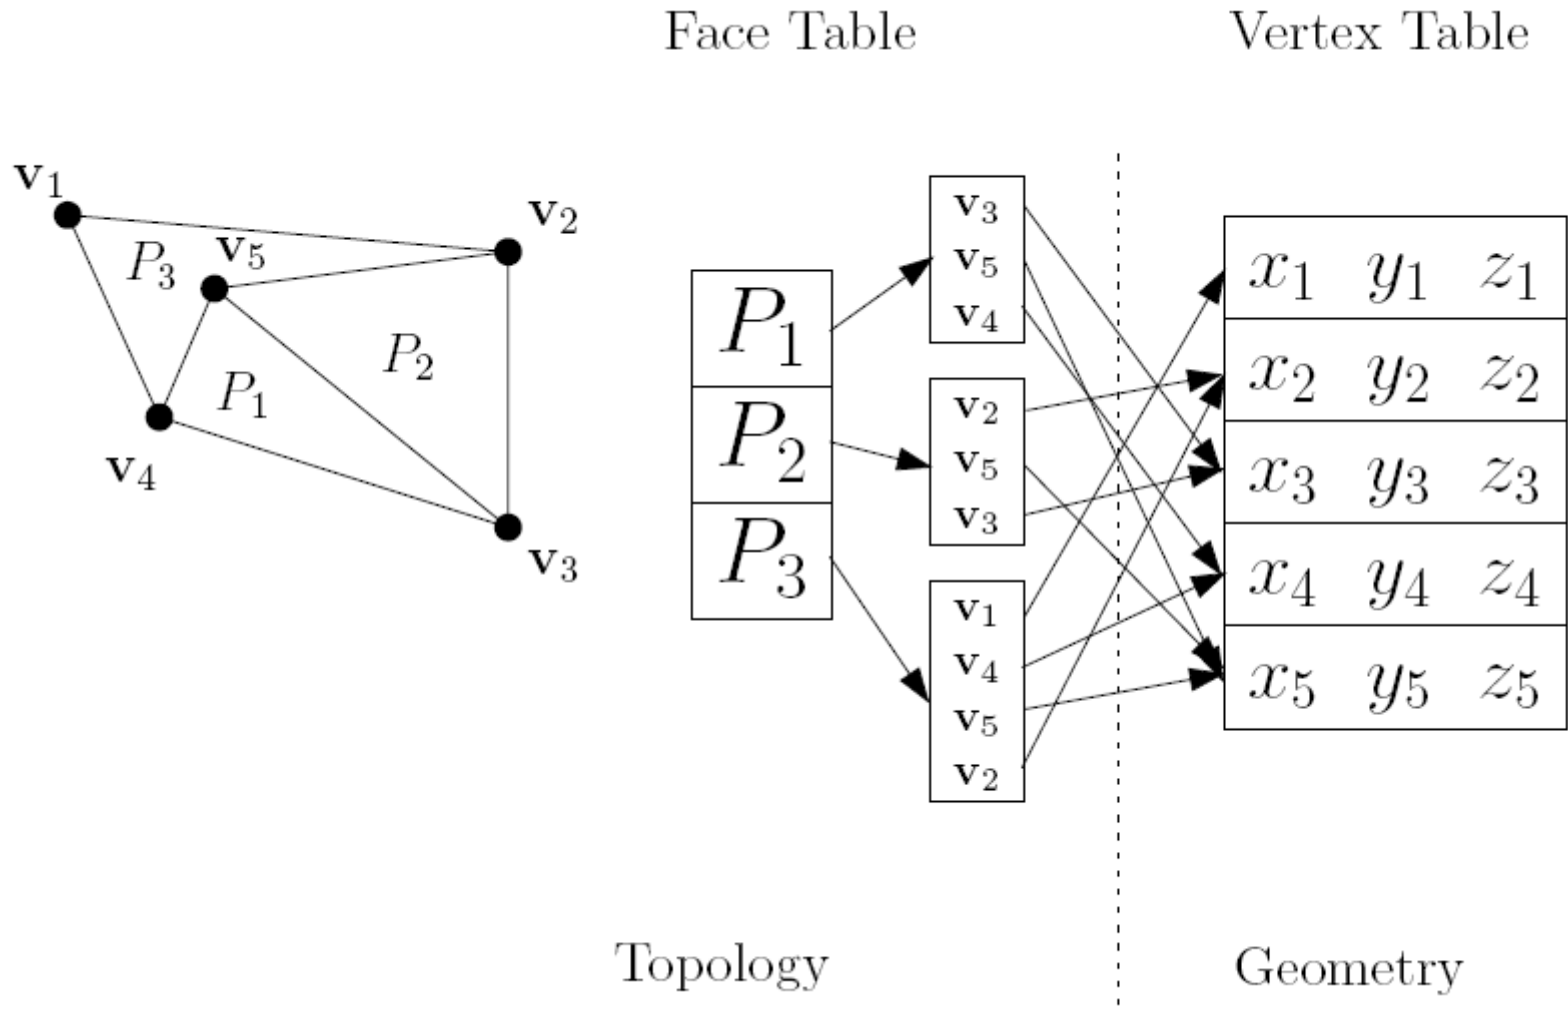 Face Table
Vertex Table
v₁
v₂
P₃
v₅
P₂
P₁
v₄
v₃
P₁
P₂
P₃
v₃
v₅
v₄
v₂
v₅
v₃
v₁
v₄
v₅
v₂
x₁ y₁ z₁
x₂ y₂ z₂
x₃ y₃ z₃
x₄ y₄ z₄
x₅ y₅ z₅
Topology
Geometry